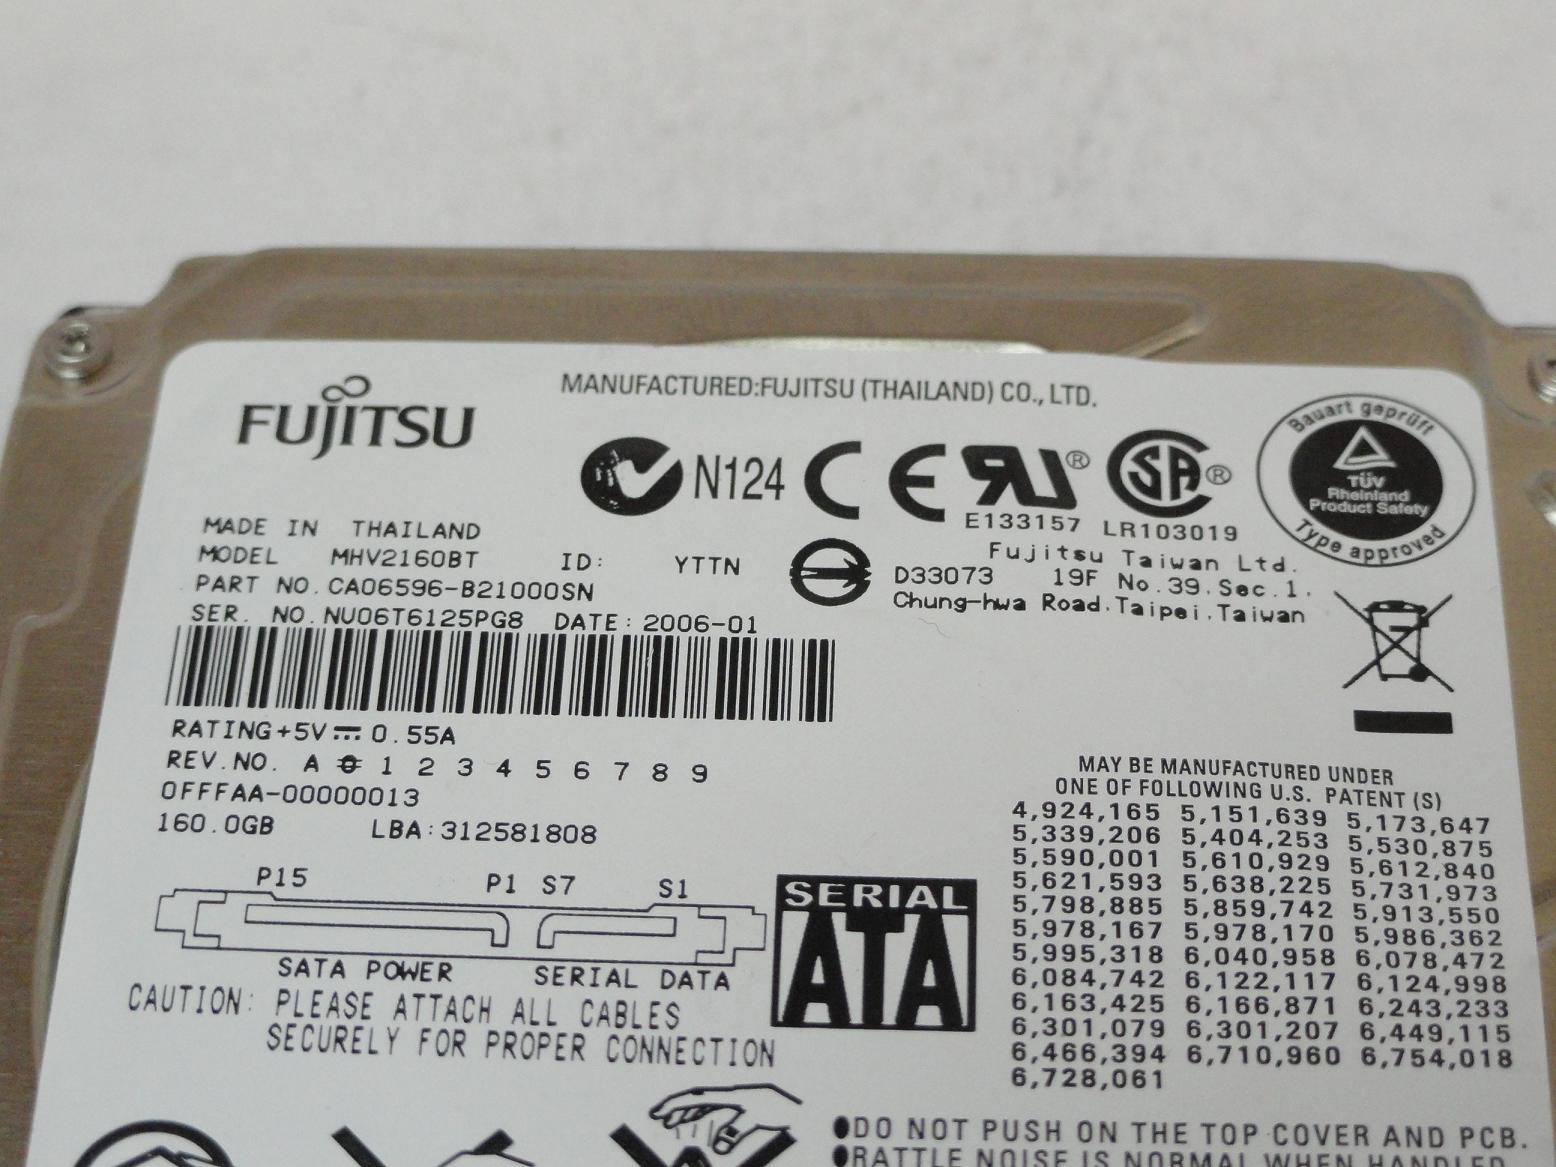 FUJITSU
MANUFACTURED:FUJITSU (THAILAND) CO., LTD.
N124
CE
E133157
SA
LR103019
Bauart geprüft
TÜV
Rheinland
Product Safety
Type approved
MADE IN THAILAND
MODEL MHV2160BT ID: YTTN
PART NO. CA06596-B21000SN
SER. NO. NU06T6125PG8 DATE: 2006-01
Fujitsu Taiwan Ltd.
D33073 19F No.39,Sec.1,
Chung-hwa Road,Taipei,Taiwan
RATING+5V⎓0.55A
REV.NO. A 0 1 2 3 4 5 6 7 8 9
0FFFAA-00000013
160.0GB LBA:312581808
P15 P1 S7 S1
SATA POWER SERIAL DATA
CAUTION: PLEASE ATTACH ALL CABLES
SECURELY FOR PROPER CONNECTION
SERIAL
ATA
MAY BE MANUFACTURED UNDER
ONE OF FOLLOWING U.S. PATENT (S)
4,924,165 5,151,639 5,173,647
5,339,206 5,404,253 5,530,875
5,590,001 5,610,929 5,612,840
5,621,593 5,638,225 5,731,973
5,798,885 5,859,742 5,913,550
5,978,167 5,978,170 5,986,362
5,995,318 6,040,958 6,078,472
6,084,742 6,122,117 6,124,998
6,163,425 6,166,871 6,243,233
6,301,079 6,301,207 6,449,115
6,466,394 6,710,960 6,754,018
6,728,061
●DO NOT PUSH ON THE TOP COVER AND PCB.
●RATTLE NOISE IS NORMAL WHEN HANDLED